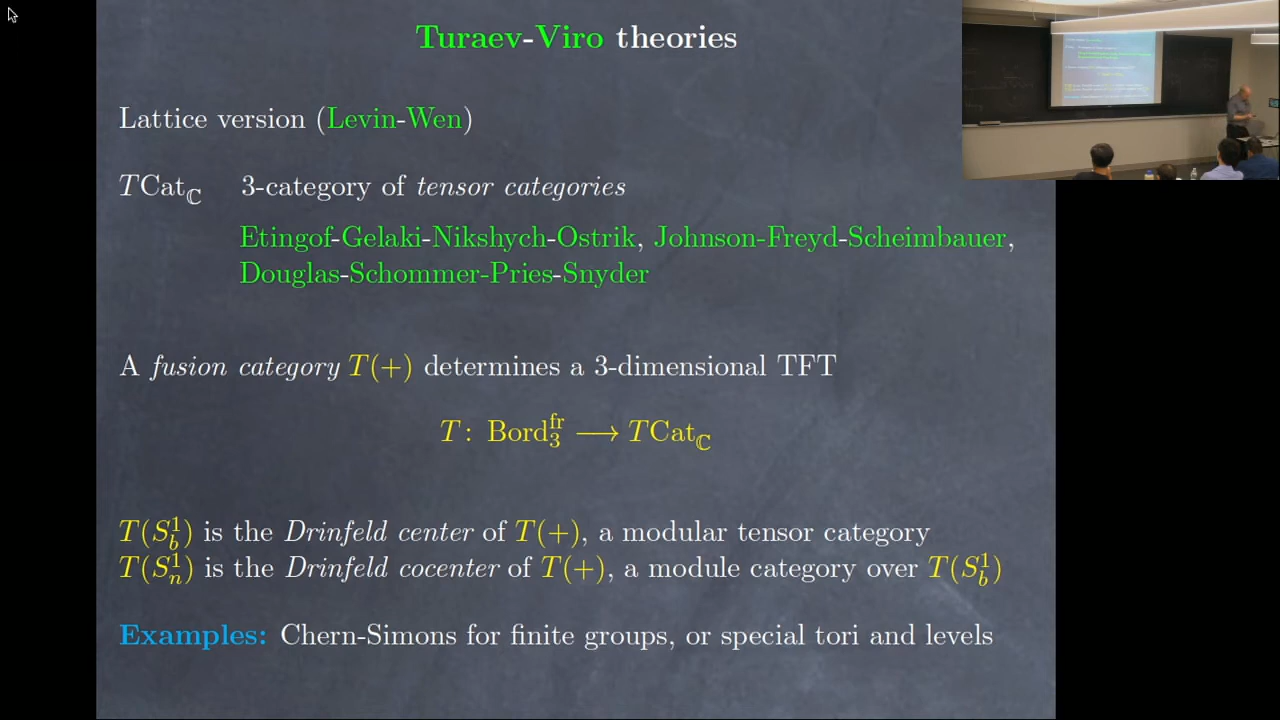 Turaev-Viro theories
Lattice version (Levin-Wen)
TCat_ℂ 3-category of tensor categories
Etingof-Gelaki-Nikshych-Ostrik, Johnson-Freyd-Scheimbauer,
Douglas-Schommer-Pries-Snyder
A fusion category T(+) determines a 3-dimensional TFT
T: Bord_3^fr ⟶ TCat_ℂ
T(S_b^1) is the Drinfeld center of T(+), a modular tensor category
T(S_n^1) is the Drinfeld cocenter of T(+), a module category over T(S_b^1)
Examples: Chern-Simons for finite groups, or special tori and levels